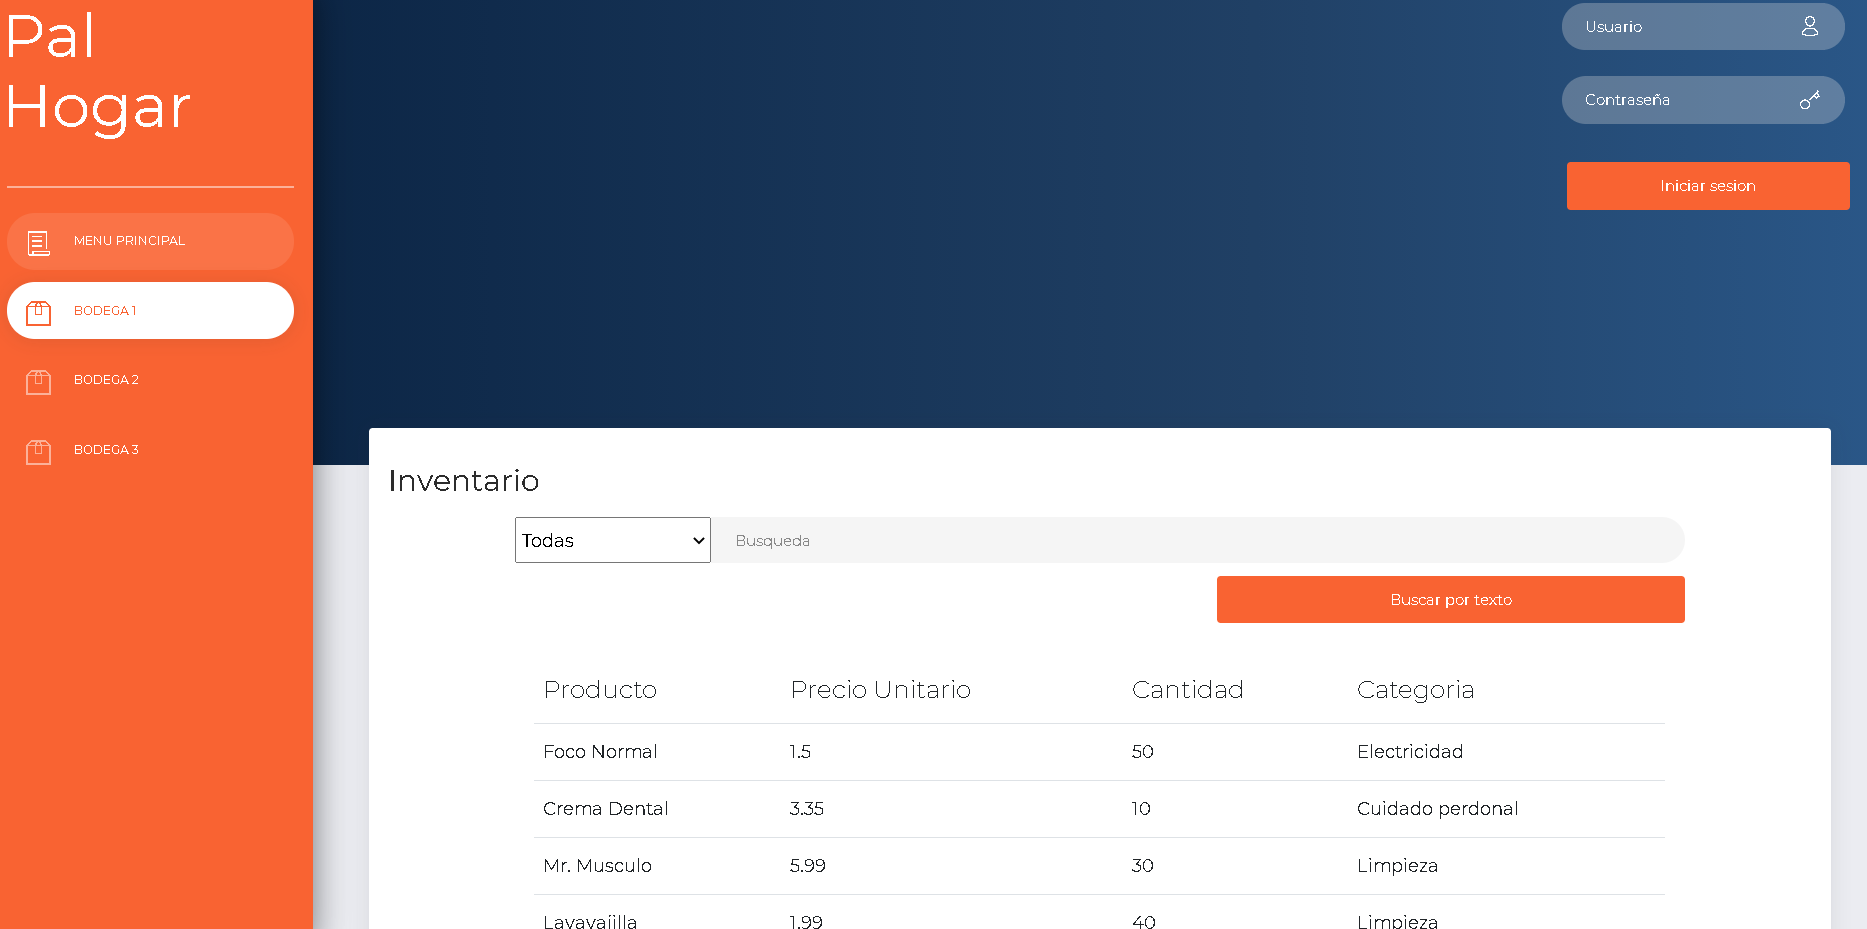 Pal
Hogar
MENU PRINCIPAL
BODEGA 1
BODEGA 2
BODEGA 3
Usuario
Contraseña
Iniciar sesion
Inventario
Todas Busqueda
Buscar por texto
Producto Precio Unitario Cantidad Categoria
Foco Normal 1.5 50 Electricidad
Crema Dental 3.35 10 Cuidado perdonal
Mr. Musculo 5.99 30 Limpieza
Lavavajilla 1.99 40 Limpieza